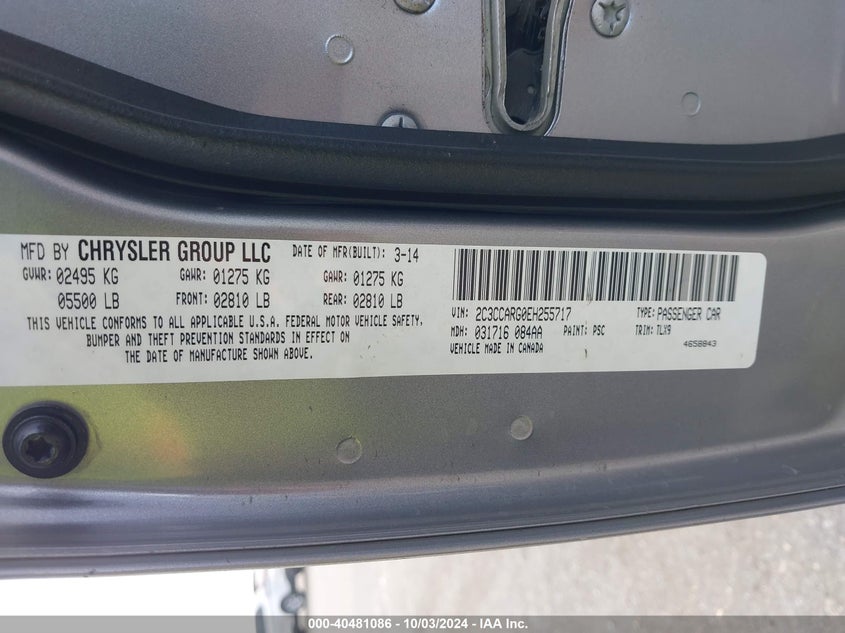 MFD BY CHRYSLER GROUP LLC DATE OF MFR(BUILT): 3-14
GVWR: 02495 KG GAWR: 01275 KG GAWR: 01275 KG
05500 LB FRONT: 02810 LB REAR: 02810 LB
THIS VEHICLE CONFORMS TO ALL APPLICABLE U.S.A. FEDERAL MOTOR VEHICLE SAFETY,
BUMPER AND THEFT PREVENTION STANDARDS IN EFFECT ON
THE DATE OF MANUFACTURE SHOWN ABOVE.
VIN: 2C3CCARG0EH255717 TYPE: PASSENGER CAR
MDH: 031716 084AA PAINT: PSC TRIM: TLX9
VEHICLE MADE IN CANADA 4658843
000-40481086 - 10/03/2024 - IAA Inc.